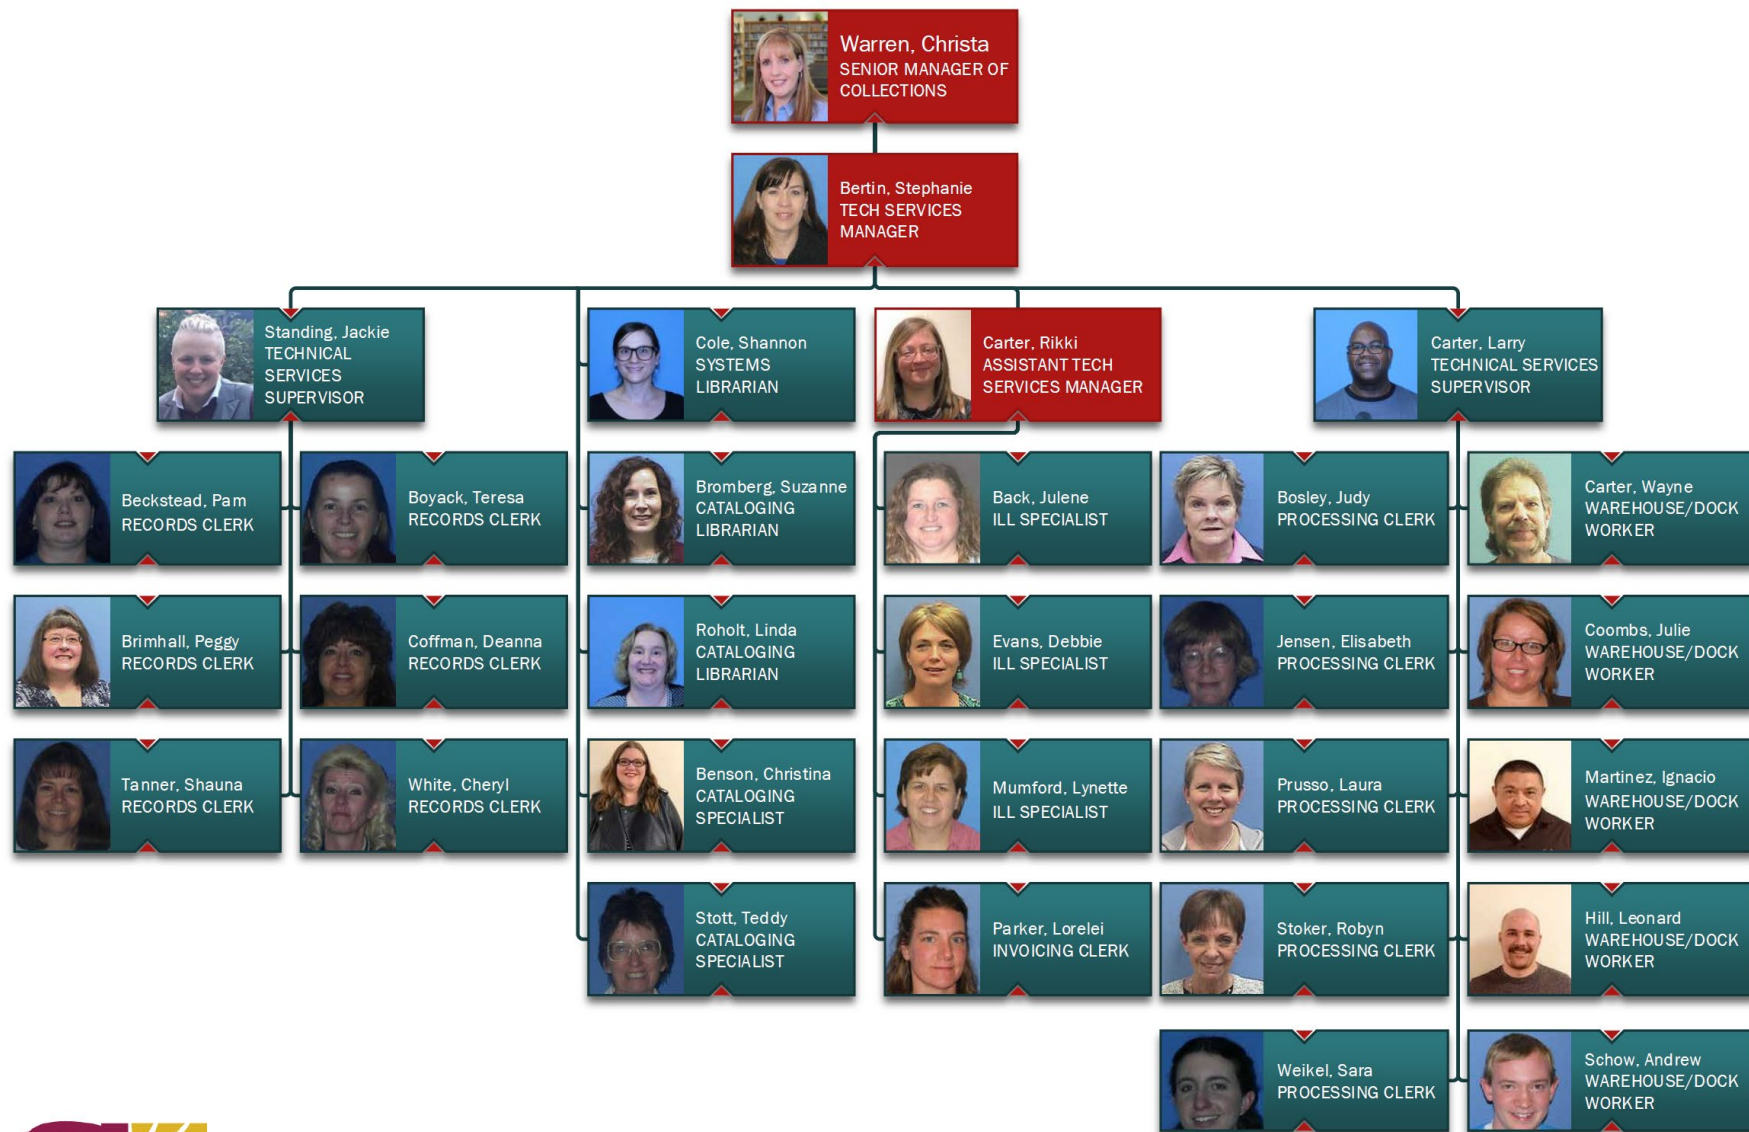 Warren, Christa
SENIOR MANAGER OF
COLLECTIONS
Bertin, Stephanie
TECH SERVICES
MANAGER
Standing, Jackie
TECHNICAL
SERVICES
SUPERVISOR
Cole, Shannon
SYSTEMS
LIBRARIAN
Carter, Rikki
ASSISTANT TECH
SERVICES MANAGER
Carter, Larry
TECHNICAL SERVICES
SUPERVISOR
Beckstead, Pam
RECORDS CLERK
Boyack, Teresa
RECORDS CLERK
Bromberg, Suzanne
CATALOGING
LIBRARIAN
Back, Julene
ILL SPECIALIST
Bosley, Judy
PROCESSING CLERK
Carter, Wayne
WAREHOUSE/DOCK
WORKER
Brimhall, Peggy
RECORDS CLERK
Coffman, Deanna
RECORDS CLERK
Roholt, Linda
CATALOGING
LIBRARIAN
Evans, Debbie
ILL SPECIALIST
Jensen, Elisabeth
PROCESSING CLERK
Coombs, Julie
WAREHOUSE/DOCK
WORKER
Tanner, Shauna
RECORDS CLERK
White, Cheryl
RECORDS CLERK
Benson, Christina
CATALOGING
SPECIALIST
Mumford, Lynette
ILL SPECIALIST
Prusso, Laura
PROCESSING CLERK
Martinez, Ignacio
WAREHOUSE/DOCK
WORKER
Stott, Teddy
CATALOGING
SPECIALIST
Parker, Lorelei
INVOICING CLERK
Stoker, Robyn
PROCESSING CLERK
Hill, Leonard
WAREHOUSE/DOCK
WORKER
Weikel, Sara
PROCESSING CLERK
Schow, Andrew
WAREHOUSE/DOCK
WORKER